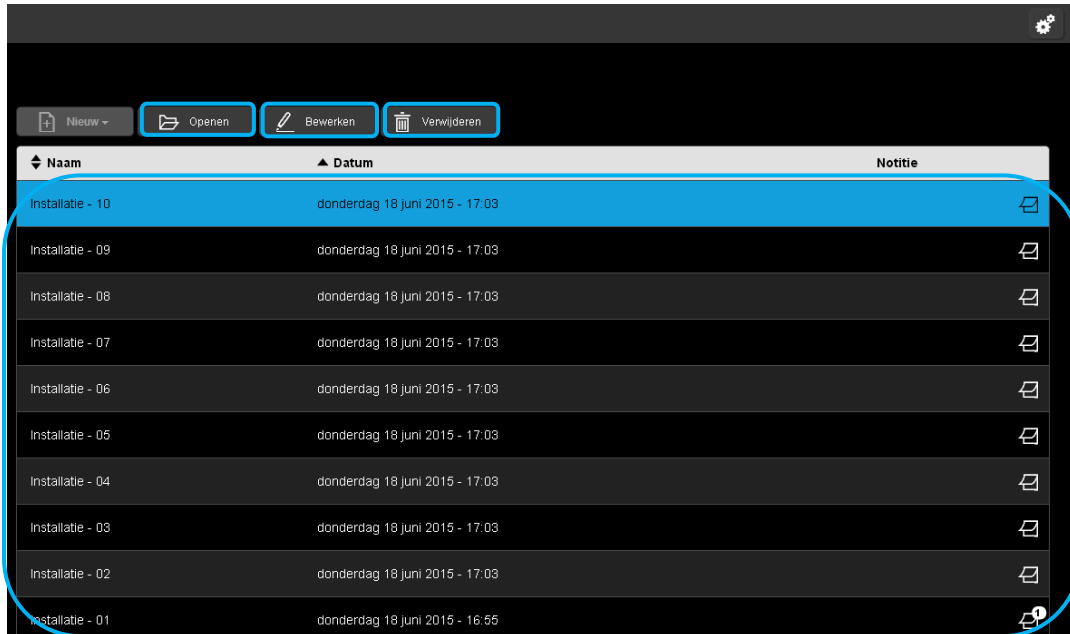 Nieuw Openen Bewerken Verwijderen
Naam Datum Notitie
Installatie - 10 donderdag 18 juni 2015 - 17:03
Installatie - 09 donderdag 18 juni 2015 - 17:03
Installatie - 08 donderdag 18 juni 2015 - 17:03
Installatie - 07 donderdag 18 juni 2015 - 17:03
Installatie - 06 donderdag 18 juni 2015 - 17:03
Installatie - 05 donderdag 18 juni 2015 - 17:03
Installatie - 04 donderdag 18 juni 2015 - 17:03
Installatie - 03 donderdag 18 juni 2015 - 17:03
Installatie - 02 donderdag 18 juni 2015 - 17:03
Installatie - 01 donderdag 18 juni 2015 - 16:55 1